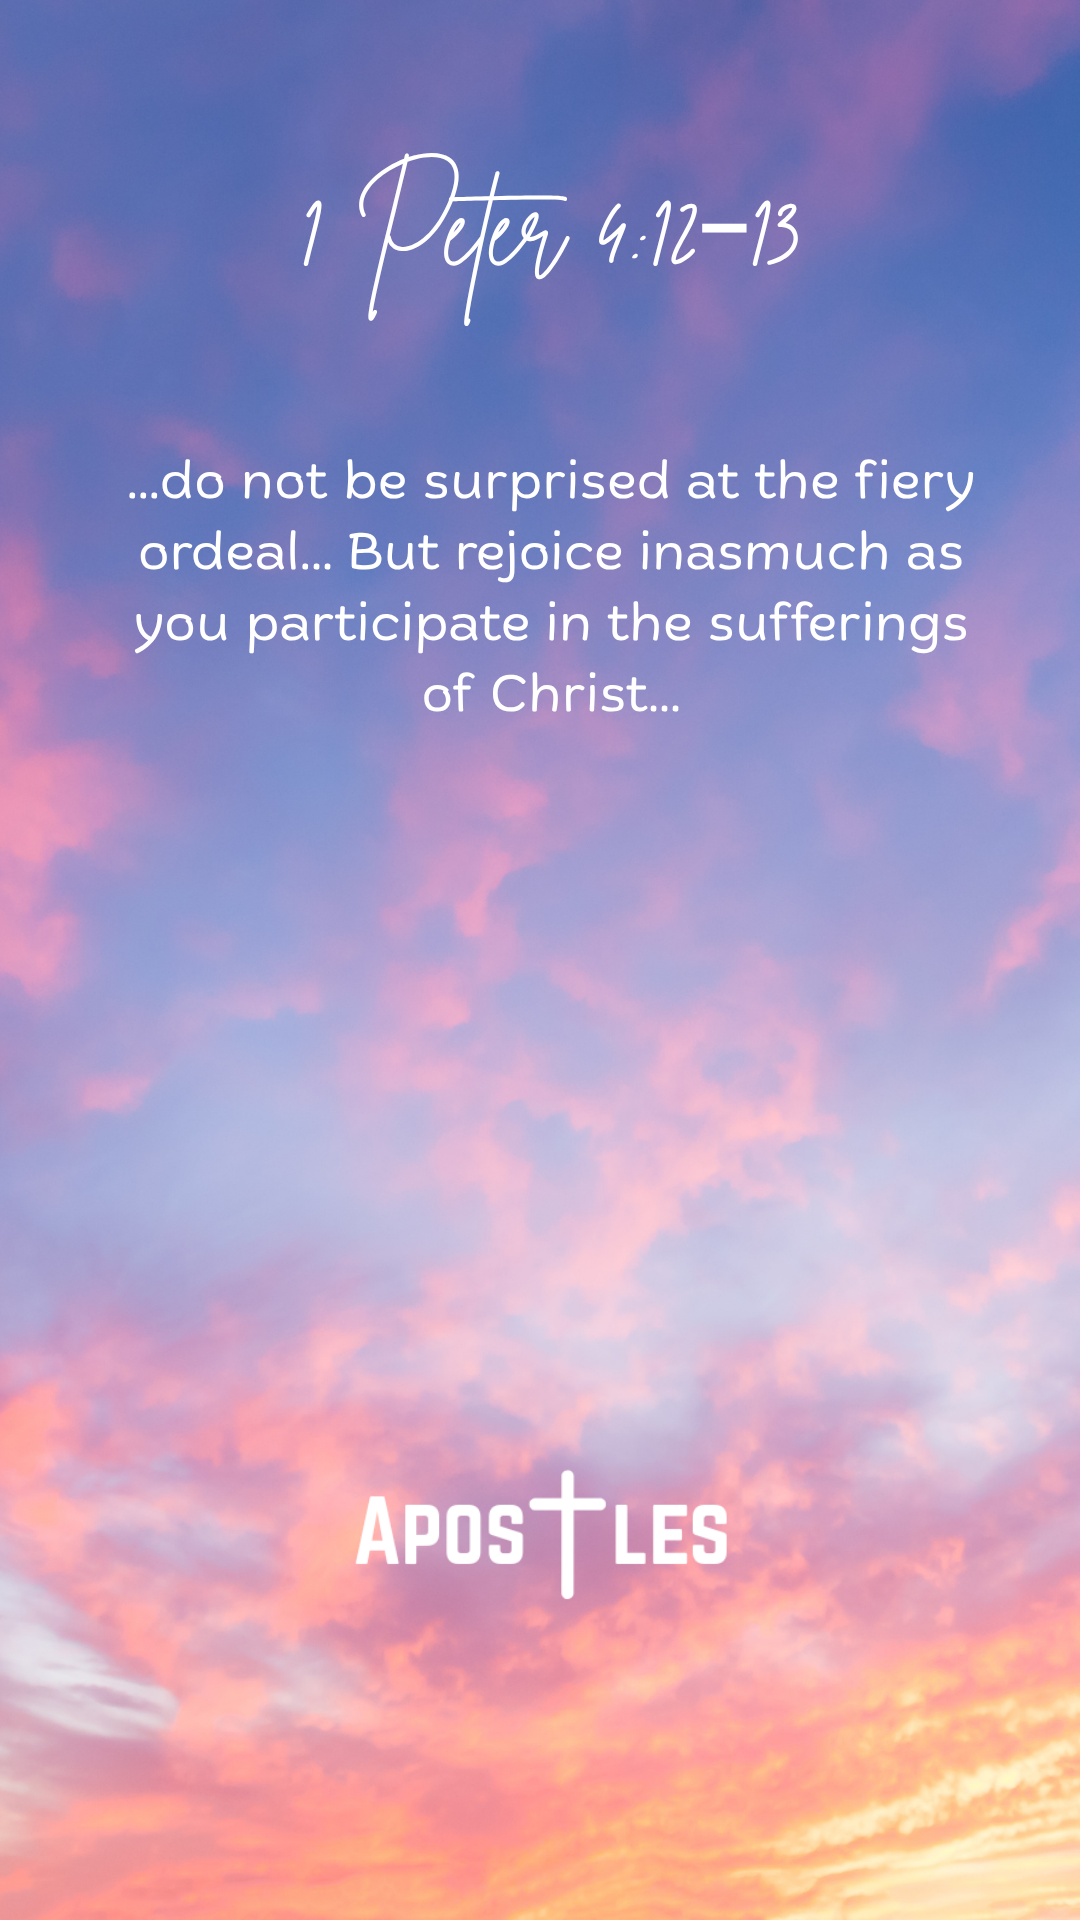 1 Peter 4:12–13
...do not be surprised at the fiery
ordeal... But rejoice inasmuch as
you participate in the sufferings
of Christ...
APOSTLES